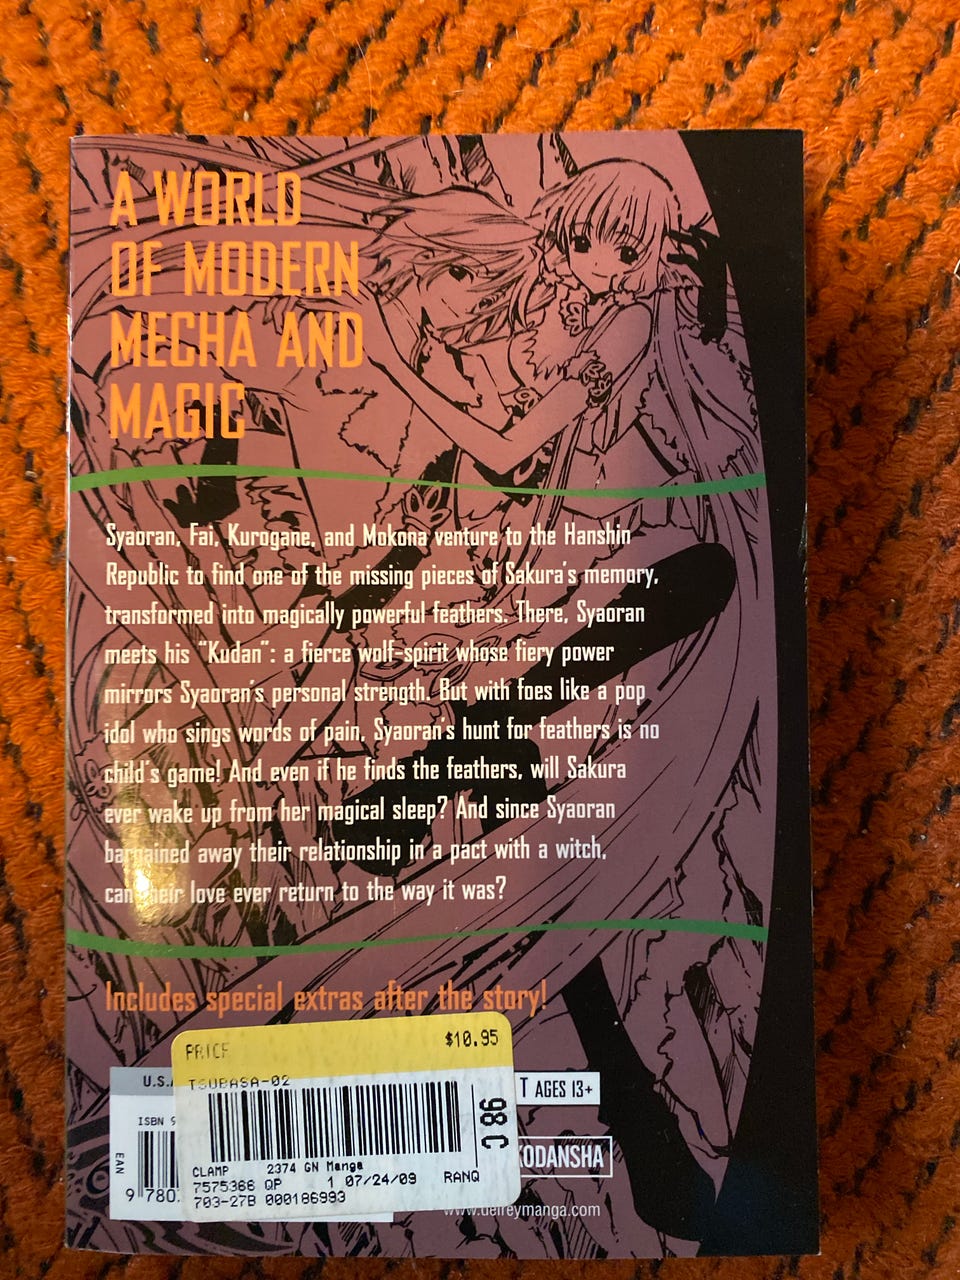 A WORLD
OF MODERN
MECHA AND
MAGIC
Syaoran, Fai, Kurogane, and Mokona venture to the Hanshin
Republic to find one of the missing pieces of Sakura's memory,
transformed into magically powerful feathers. There, Syaoran
meets his "Kudan": a fierce wolf-spirit whose fiery power
mirrors Syaoran's personal strength. But with foes like a pop
idol who sings words of pain, Syaoran's hunt for feathers is no
child's game! And even if he finds the feathers, will Sakura
ever wake up from her magical sleep? And since Syaoran
bargained away their relationship in a pact with a witch,
can their love ever return to the way it was?
Includes special extras after the story!
PRICE $10.95
TSUBASA-02
98 C
CLAMP 2374 GN Manga
7575366 QP 1 07/24/09 RANQ
703-27B 000186993
U.S.
T AGES 13+
ISBN 9
EAN
9 780
KODANSHA
www.delreymanga.com